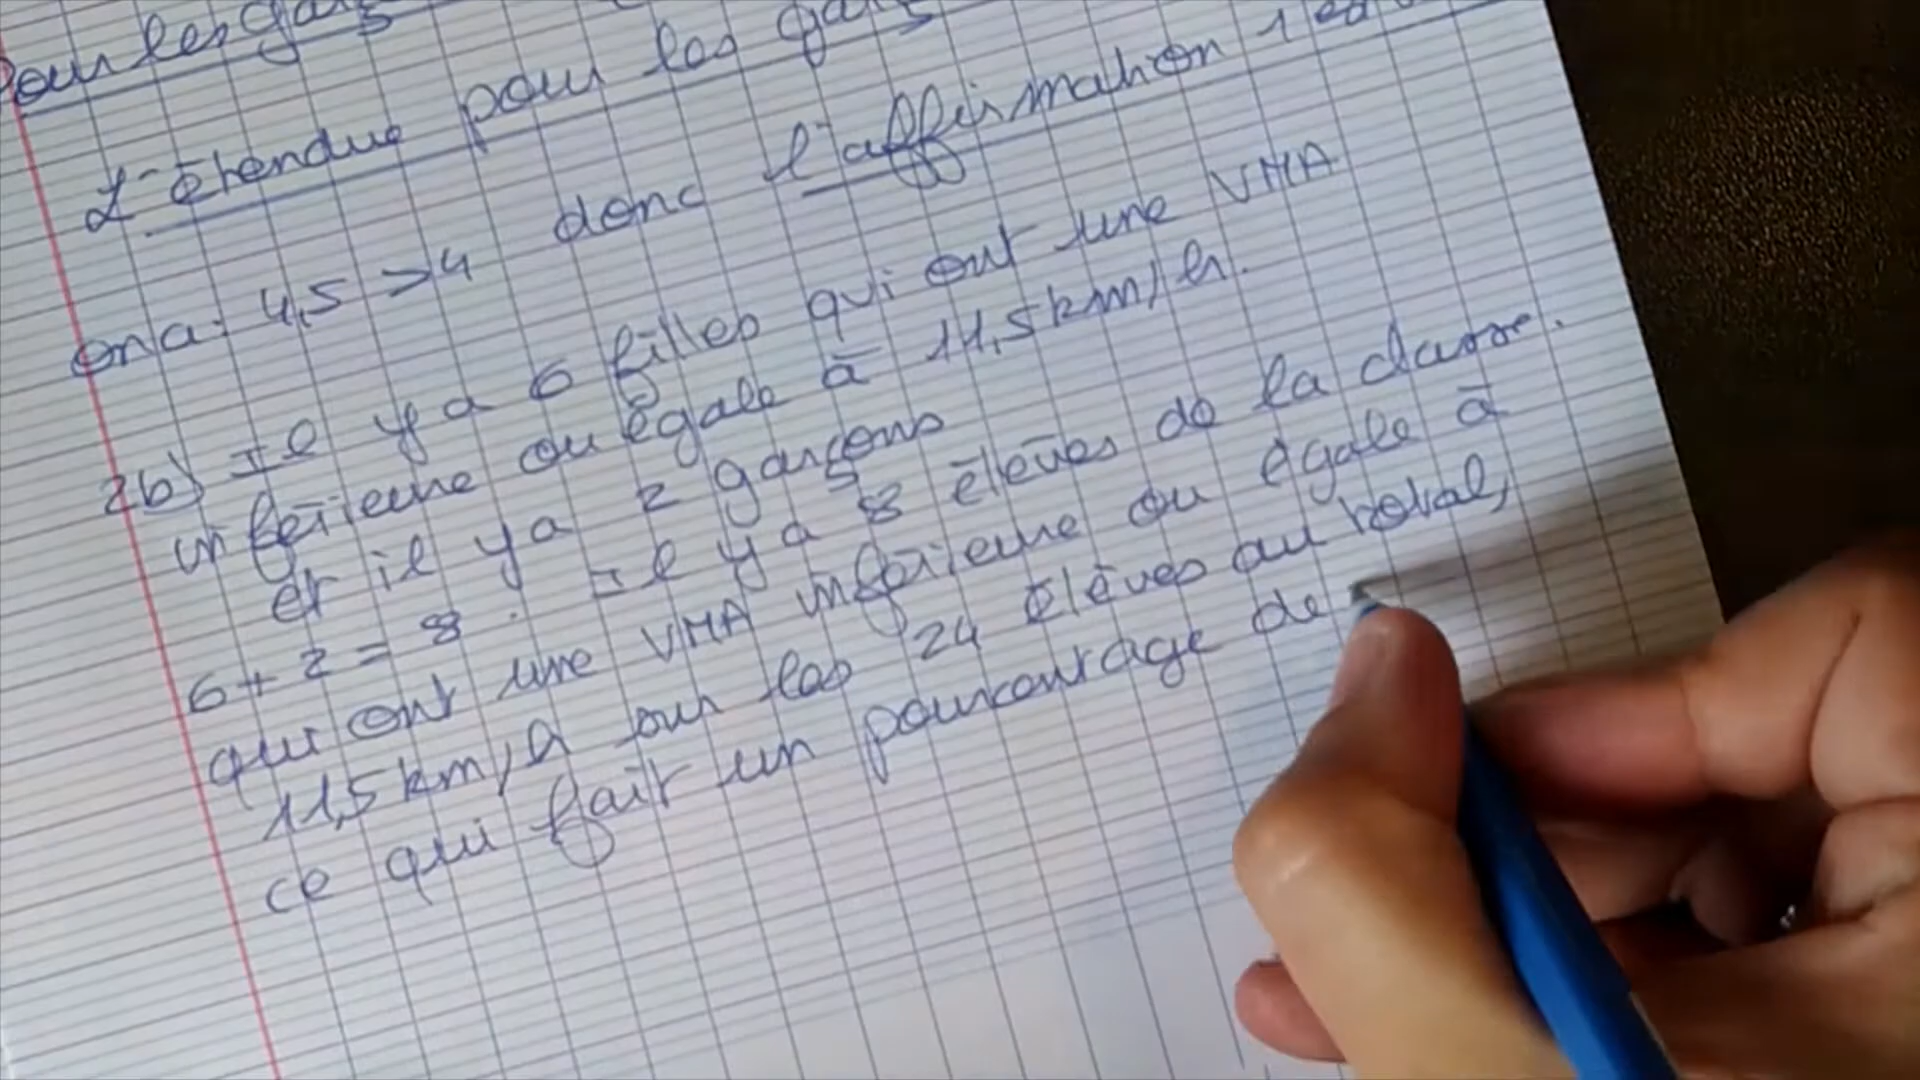 Pour les garç
L'étendue pour les garç
on a : 4,5 > 4 donc l'affirmation 1 est
2b) Il y a 6 filles qui ont une VMA
inférieure ou égale à 11,5 km/h.
et il y a 2 garçons
6 + 2 = 8 . Il y a 8 élèves de la classe.
qui ont une VMA inférieure ou égale à
11,5 km/h sur les 24 élèves au total,
ce qui fait un pourcentage de